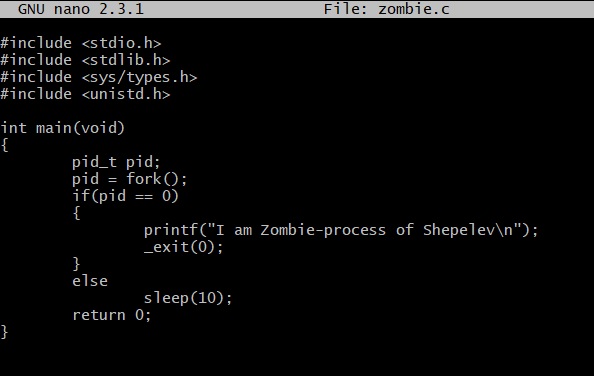 GNU nano 2.3.1 File: zombie.c
#include <stdio.h>
#include <stdlib.h>
#include <sys/types.h>
#include <unistd.h>
int main(void)
{
        pid_t pid;
        pid = fork();
        if(pid == 0)
        {
                printf("I am Zombie-process of Shepelev\n");
                _exit(0);
        }
        else
                sleep(10);
        return 0;
}